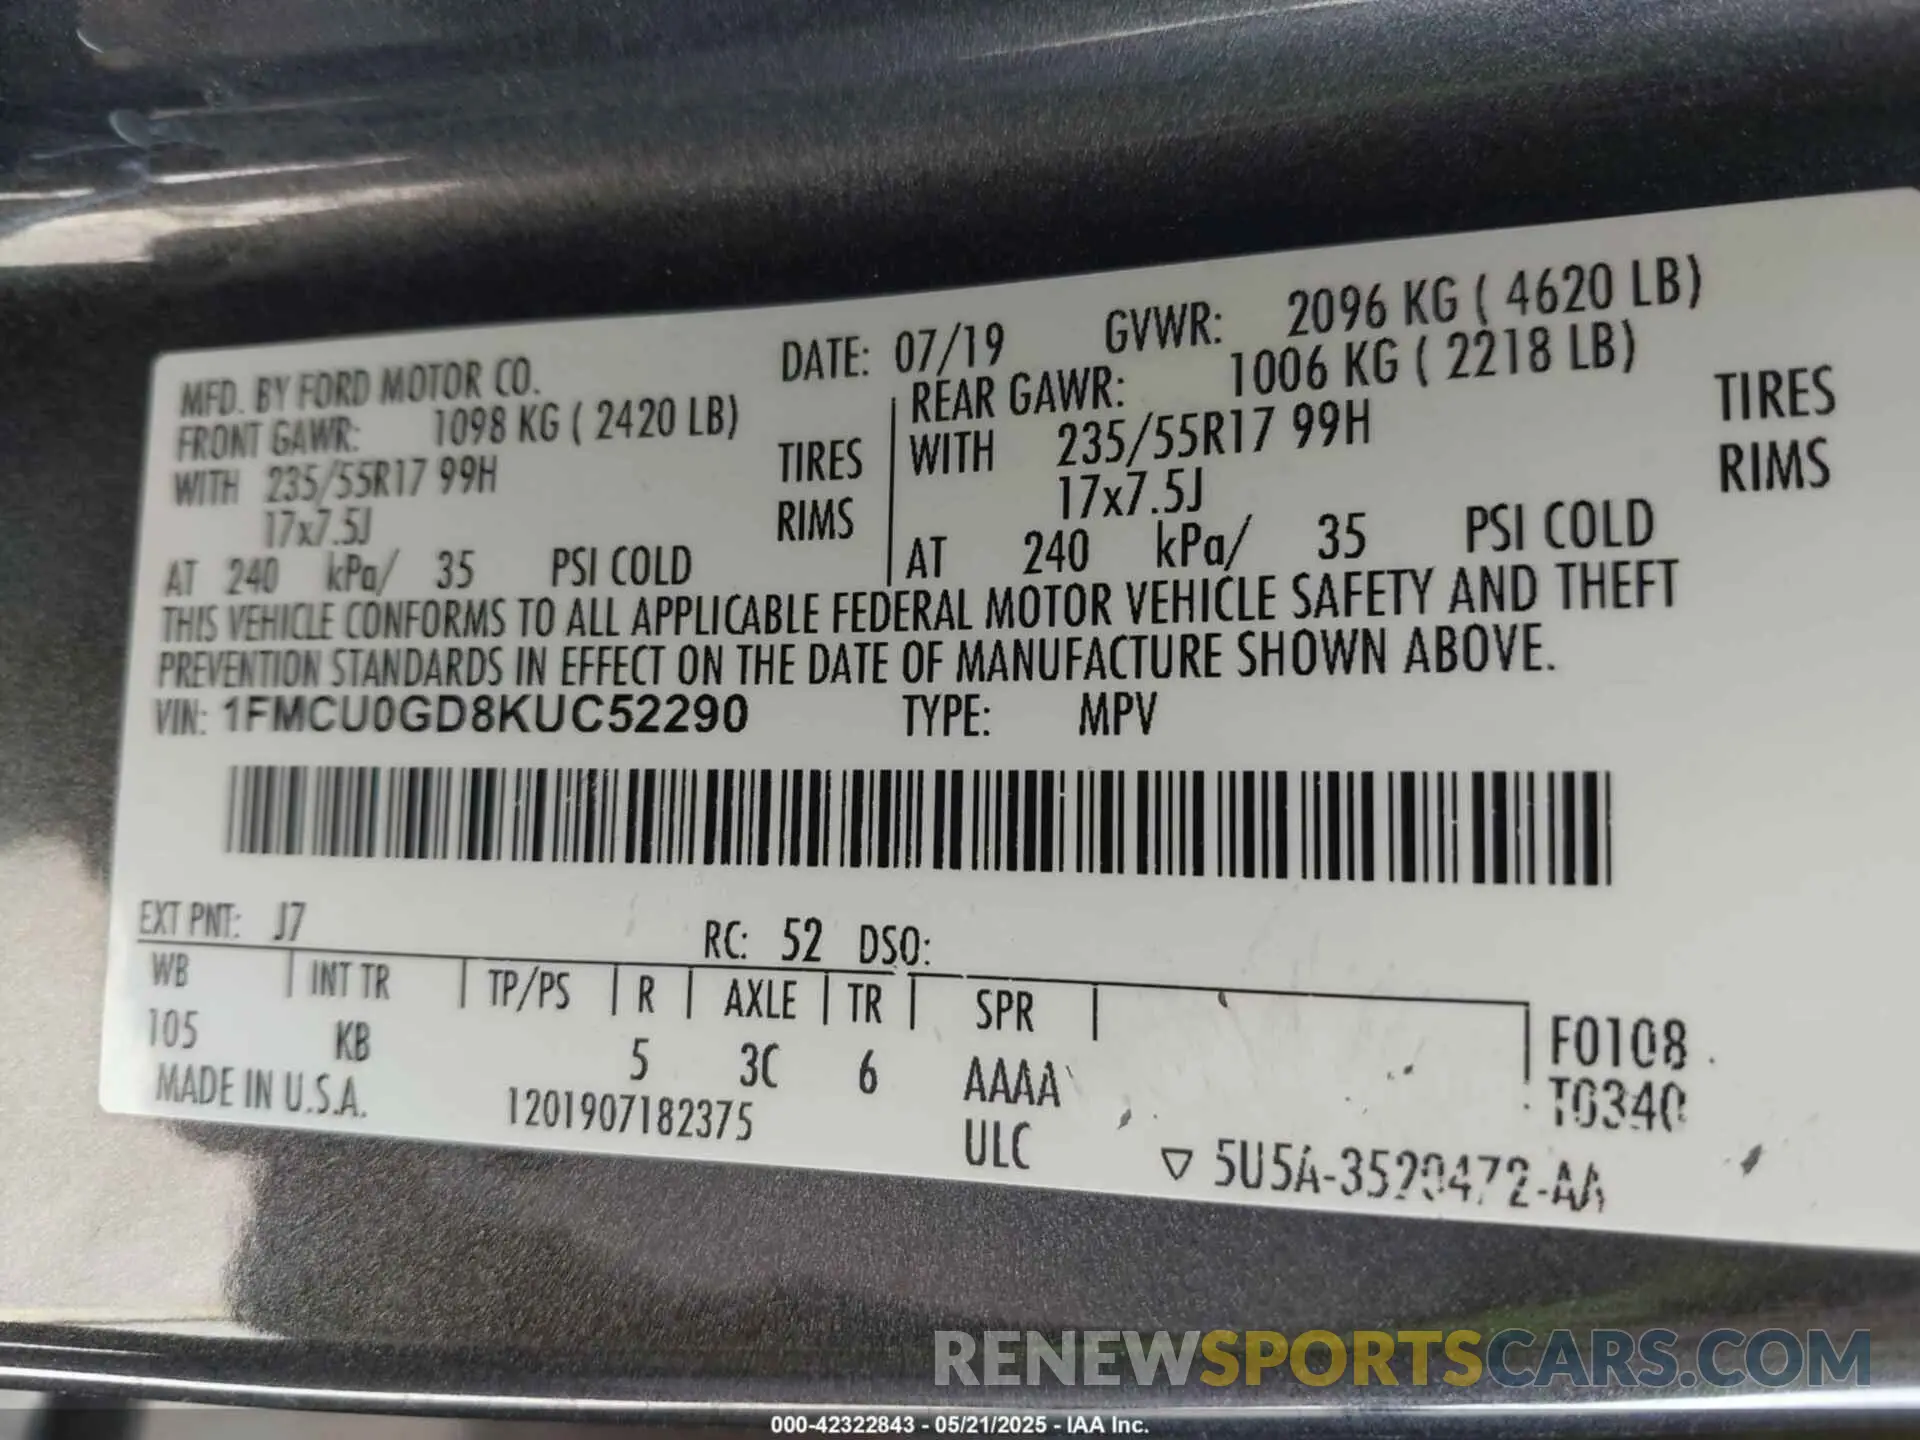 MFD. BY FORD MOTOR CO. DATE: 07/19 GVWR: 2096 KG ( 4620 LB)
FRONT GAWR: 1098 KG ( 2420 LB) REAR GAWR: 1006 KG ( 2218 LB)
WITH 235/55R17 99H TIRES WITH 235/55R17 99H TIRES
17x7.5J RIMS 17x7.5J RIMS
AT 240 kPa/ 35 PSI COLD AT 240 kPa/ 35 PSI COLD
THIS VEHICLE CONFORMS TO ALL APPLICABLE FEDERAL MOTOR VEHICLE SAFETY AND THEFT
PREVENTION STANDARDS IN EFFECT ON THE DATE OF MANUFACTURE SHOWN ABOVE.
VIN: 1FMCU0GD8KUC52290 TYPE: MPV
EXT PNT: J7 RC: 52 DSO:
WB INT TR TP/PS R AXLE TR SPR
105 KB 5 3C 6 AAAA F0108
MADE IN U.S.A. 1201907182375 ULC T0340
▽ 5U5A-3520472-AA
RENEWSPORTSCARS.COM
000-42322843 - 05/21/2025 - IAA Inc.